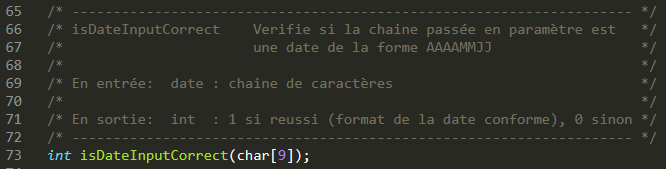 65 /* -------------------------------------------------------------------- */
66 /* isDateInputCorrect    Verifie si la chaine passée en paramètre est   */
67 /*                       une date de la forme AAAAMMJJ                  */
68 /*                                                                      */
69 /* En entrée:  date : chaine de caractères                              */
70 /*                                                                      */
71 /* En sortie:  int  : 1 si reussi (format de la date conforme), 0 sinon */
72 /* -------------------------------------------------------------------- */
73 int isDateInputCorrect(char[9]);